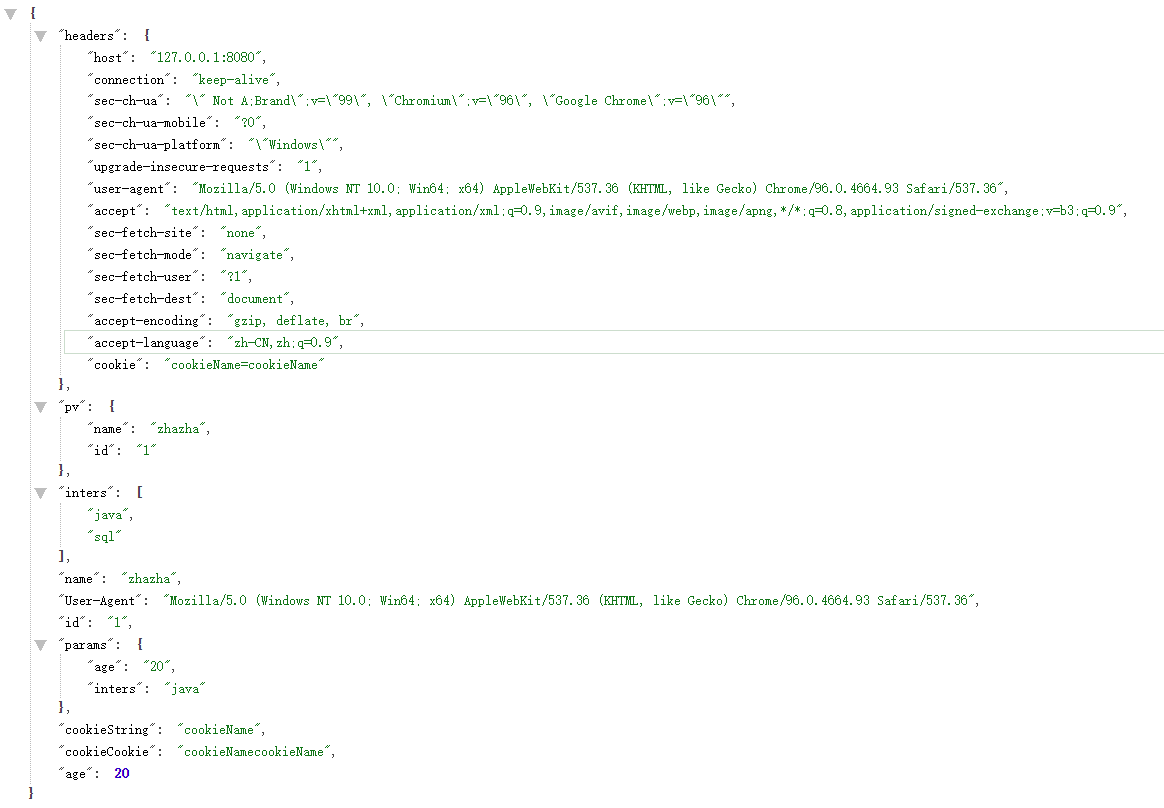 {
"headers": {
"host": "127.0.0.1:8080",
"connection": "keep-alive",
"sec-ch-ua": "\" Not A;Brand\";v=\"99\", \"Chromium\";v=\"96\", \"Google Chrome\";v=\"96\"",
"sec-ch-ua-mobile": "?0",
"sec-ch-ua-platform": "\"Windows\"",
"upgrade-insecure-requests": "1",
"user-agent": "Mozilla/5.0 (Windows NT 10.0; Win64; x64) AppleWebKit/537.36 (KHTML, like Gecko) Chrome/96.0.4664.93 Safari/537.36",
"accept": "text/html,application/xhtml+xml,application/xml;q=0.9,image/avif,image/webp,image/apng,*/*;q=0.8,application/signed-exchange;v=b3;q=0.9",
"sec-fetch-site": "none",
"sec-fetch-mode": "navigate",
"sec-fetch-user": "?1",
"sec-fetch-dest": "document",
"accept-encoding": "gzip, deflate, br",
"accept-language": "zh-CN,zh;q=0.9",
"cookie": "cookieName=cookieName"
},
"pv": {
"name": "zhazha",
"id": "1"
},
"inters": [
"java",
"sql"
],
"name": "zhazha",
"User-Agent": "Mozilla/5.0 (Windows NT 10.0; Win64; x64) AppleWebKit/537.36 (KHTML, like Gecko) Chrome/96.0.4664.93 Safari/537.36",
"id": "1",
"params": {
"age": "20",
"inters": "java"
},
"cookieString": "cookieName",
"cookieCookie": "cookieNamecookieName",
"age": 20
}